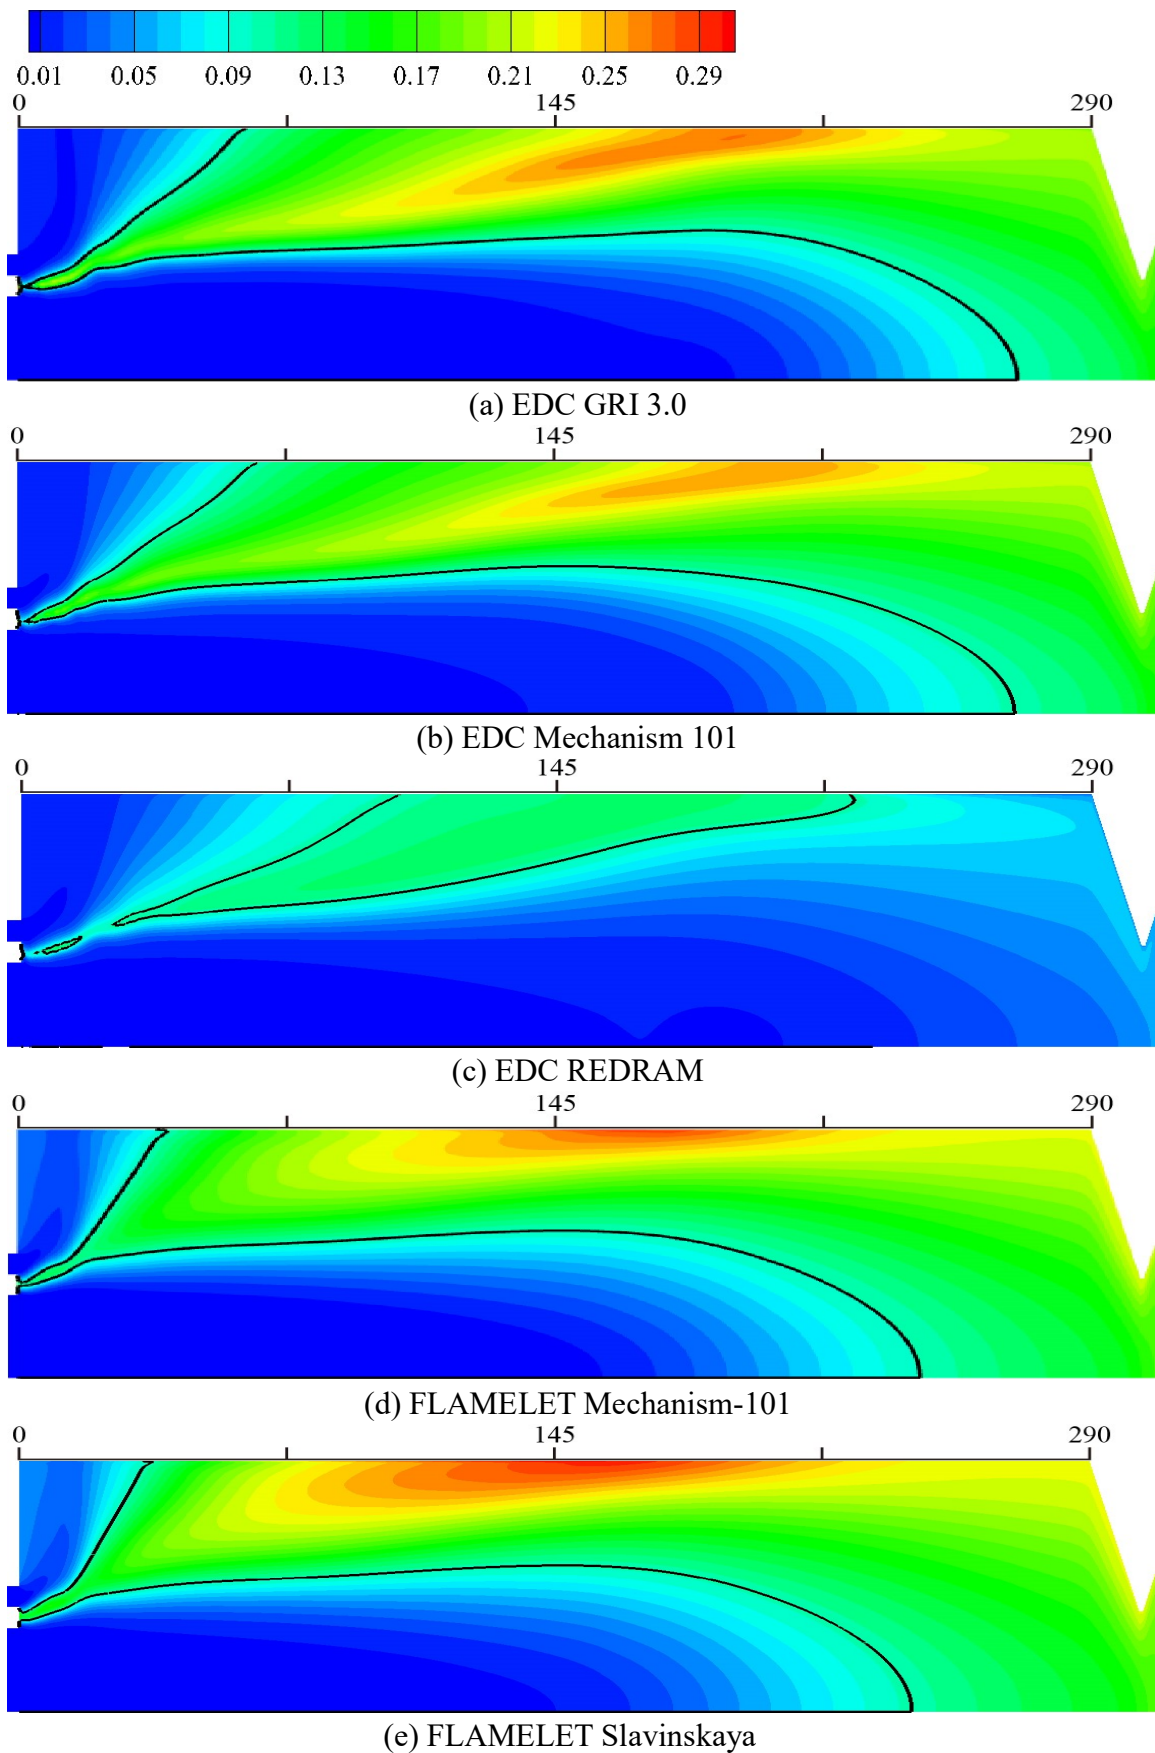 0.01 0.05 0.09 0.13 0.17 0.21 0.25 0.29
0 145 290
(a) EDC GRI 3.0
0 145 290
(b) EDC Mechanism 101
0 145 290
(c) EDC REDRAM
0 145 290
(d) FLAMELET Mechanism-101
0 145 290
(e) FLAMELET Slavinskaya